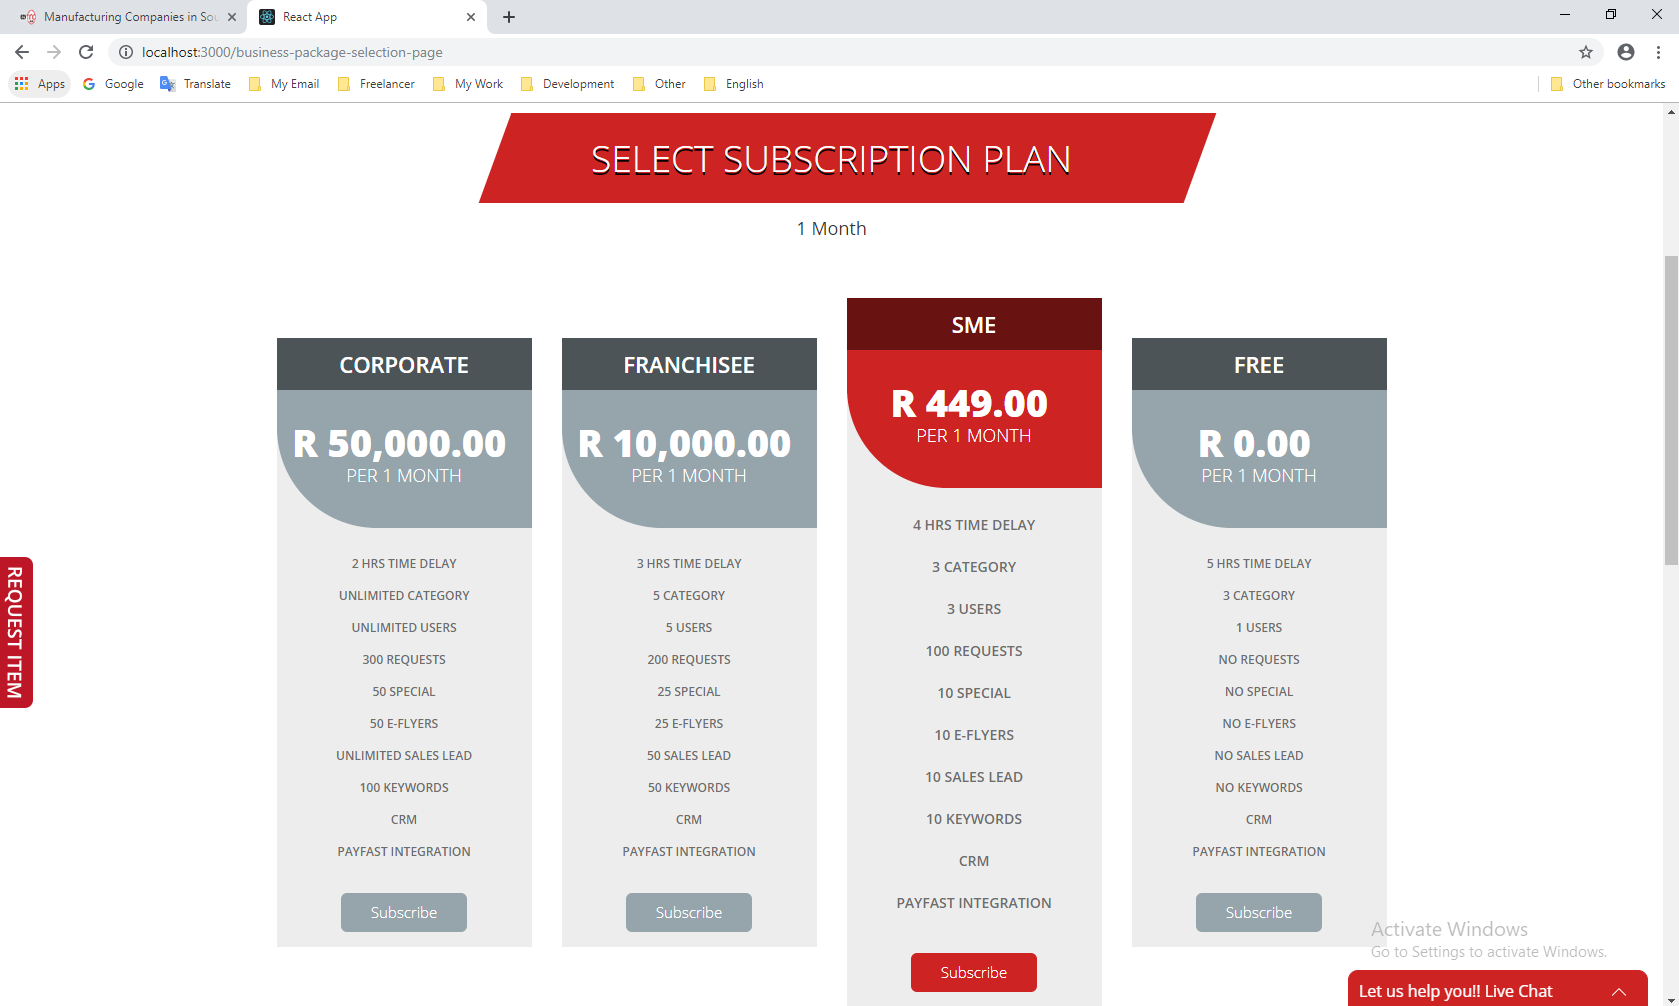 Manufacturing Companies in Sou
React App
localhost:3000/business-package-selection-page
Apps
Google
Translate
My Email
Freelancer
My Work
Development
Other
English
Other bookmarks
SELECT SUBSCRIPTION PLAN
1 Month
CORPORATE
R 50,000.00
PER 1 MONTH
2 HRS TIME DELAY
UNLIMITED CATEGORY
UNLIMITED USERS
300 REQUESTS
50 SPECIAL
50 E-FLYERS
UNLIMITED SALES LEAD
100 KEYWORDS
CRM
PAYFAST INTEGRATION
Subscribe
FRANCHISEE
R 10,000.00
PER 1 MONTH
3 HRS TIME DELAY
5 CATEGORY
5 USERS
200 REQUESTS
25 SPECIAL
25 E-FLYERS
50 SALES LEAD
50 KEYWORDS
CRM
PAYFAST INTEGRATION
Subscribe
SME
R 449.00
PER 1 MONTH
4 HRS TIME DELAY
3 CATEGORY
3 USERS
100 REQUESTS
10 SPECIAL
10 E-FLYERS
10 SALES LEAD
10 KEYWORDS
CRM
PAYFAST INTEGRATION
Subscribe
FREE
R 0.00
PER 1 MONTH
5 HRS TIME DELAY
3 CATEGORY
1 USERS
NO REQUESTS
NO SPECIAL
NO E-FLYERS
NO SALES LEAD
NO KEYWORDS
CRM
PAYFAST INTEGRATION
Subscribe
REQUEST ITEM
Activate Windows
Go to Settings to activate Windows.
Let us help you!! Live Chat